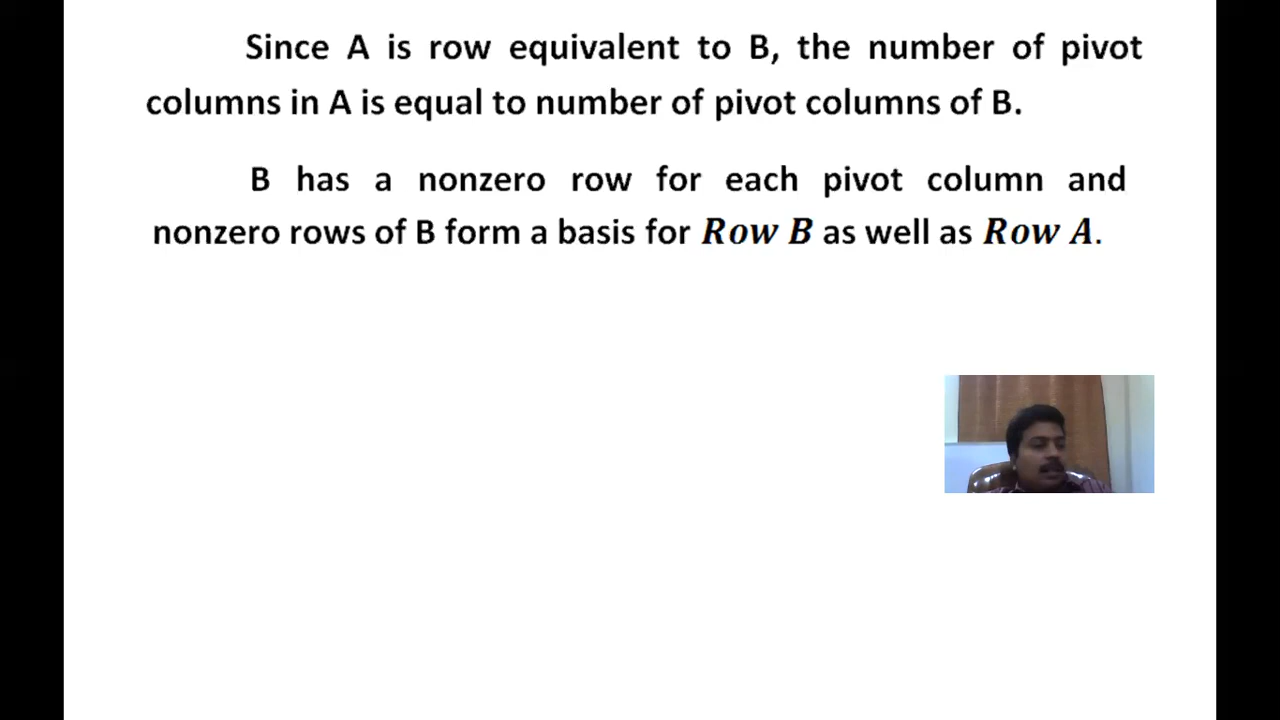 Since A is row equivalent to B, the number of pivot
columns in A is equal to number of pivot columns of B.
B has a nonzero row for each pivot column and
nonzero rows of B form a basis for Row B as well as Row A.